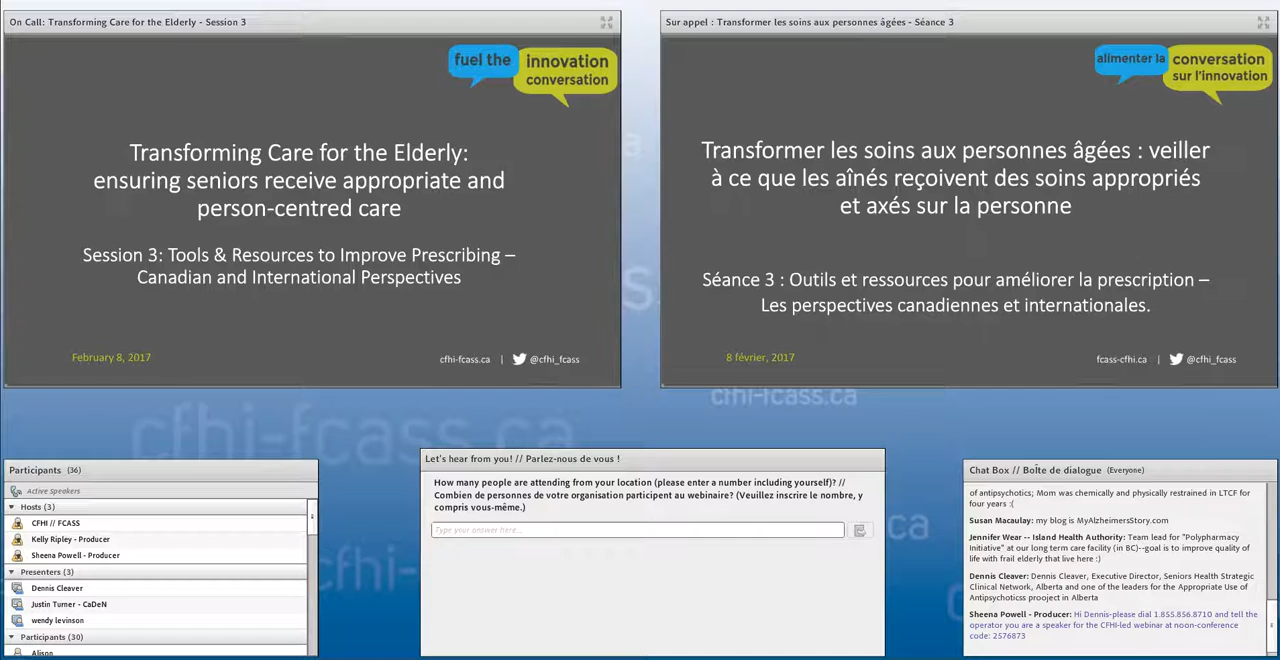 On Call: Transforming Care for the Elderly - Session 3
fuel the
innovation
conversation
Transforming Care for the Elderly:
ensuring seniors receive appropriate and
person-centred care
Session 3: Tools & Resources to Improve Prescribing –
Canadian and International Perspectives
February 8, 2017
cfhi-fcass.ca | @cfhi_fcass
Sur appel : Transformer les soins aux personnes âgées - Séance 3
alimenter la
conversation
sur l'innovation
Transformer les soins aux personnes âgées : veiller
à ce que les aînés reçoivent des soins appropriés
et axés sur la personne
Séance 3 : Outils et ressources pour améliorer la prescription –
Les perspectives canadiennes et internationales.
8 février, 2017
fcass-cfhi.ca | @cfhi_fcass
cfhi-fcass.ca
cfhi-fcass.ca
Participants (36)
Active Speakers
Hosts (3)
CFHI // FCASS
Kelly Ripley - Producer
Sheena Powell - Producer
Presenters (3)
Dennis Cleaver
Justin Turner - CaDeN
wendy levinson
Participants (30)
Alison
Let's hear from you! // Parlez-nous de vous !
How many people are attending from your location (please enter a number including yourself)? //
Combien de personnes de votre organisation participent au webinaire? (Veuillez inscrire le nombre, y
compris vous-même.)
Type your answer here...
Chat Box // Boîte de dialogue (Everyone)
of antipsychotics; Mom was chemically and physically restrained in LTCF for
four years :(
Susan Macaulay: my blog is MyAlzheimersStory.com
Jennifer Wear -- Island Health Authority: Team lead for "Polypharmacy
Initiative" at our long term care facility (in BC)--goal is to improve quality of
life with frail elderly that live here :)
Dennis Cleaver: Dennis Cleaver, Executive Director, Seniors Health Strategic
Clinical Network, Alberta and one of the leaders for the Appropriate Use of
Antipsychoticss prooject in Alberta
Sheena Powell - Producer: Hi Dennis-please dial 1.855.856.8710 and tell the
operator you are a speaker for the CFHI-led webinar at noon-conference
code: 2576873